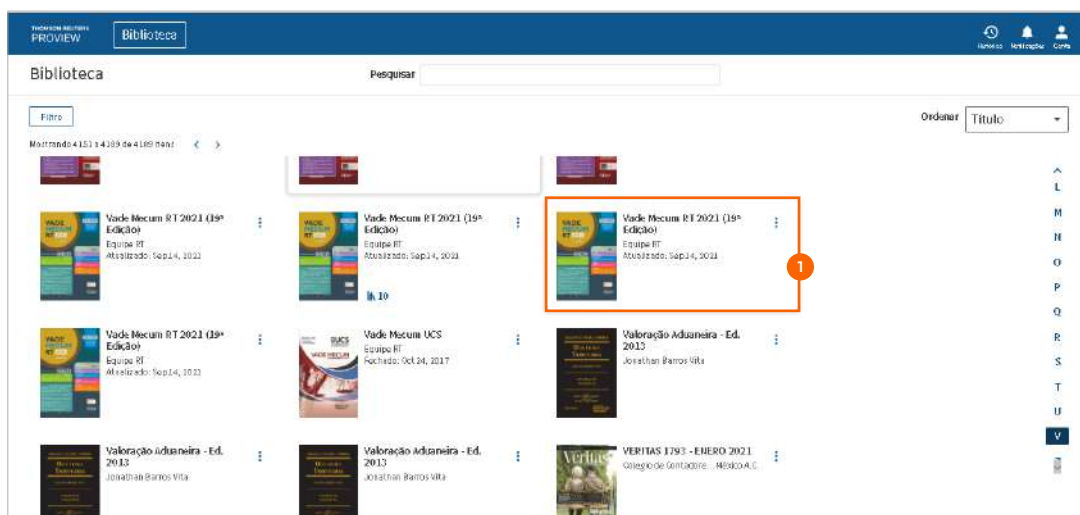 THOMSON REUTERS
PROVIEW
Biblioteca
Histórico Notificações Conta
Biblioteca
Pesquisar
Filtro
Ordenar
Título
Mostrando 4151 a 4189 de 4189 itens
Vade Mecum RT 2021 (19ª
Edição)
Equipe RT
Atualizado: Sep 14, 2021
Vade Mecum RT 2021 (19ª
Edição)
Equipe RT
Atualizado: Sep 14, 2021
10
Vade Mecum RT 2021 (19ª
Edição)
Equipe RT
Atualizado: Sep 14, 2021
1
Vade Mecum RT 2021 (19ª
Edição)
Equipe RT
Atualizado: Sep 14, 2021
UCS
VADE MECUM
Vade Mecum UCS
Equipe RT
Fechado: Oct 24, 2017
Valoração Aduaneira - Ed.
2013
Jonathan Barros Vita
Valoração Aduaneira - Ed.
2013
Jonathan Barros Vita
Valoração Aduaneira - Ed.
2013
Jonathan Barros Vita
Veritas
VERITAS 1793 - ENERO 2021
Colegio de Contadore... México A.C.
L
M
N
O
P
Q
R
S
T
U
V